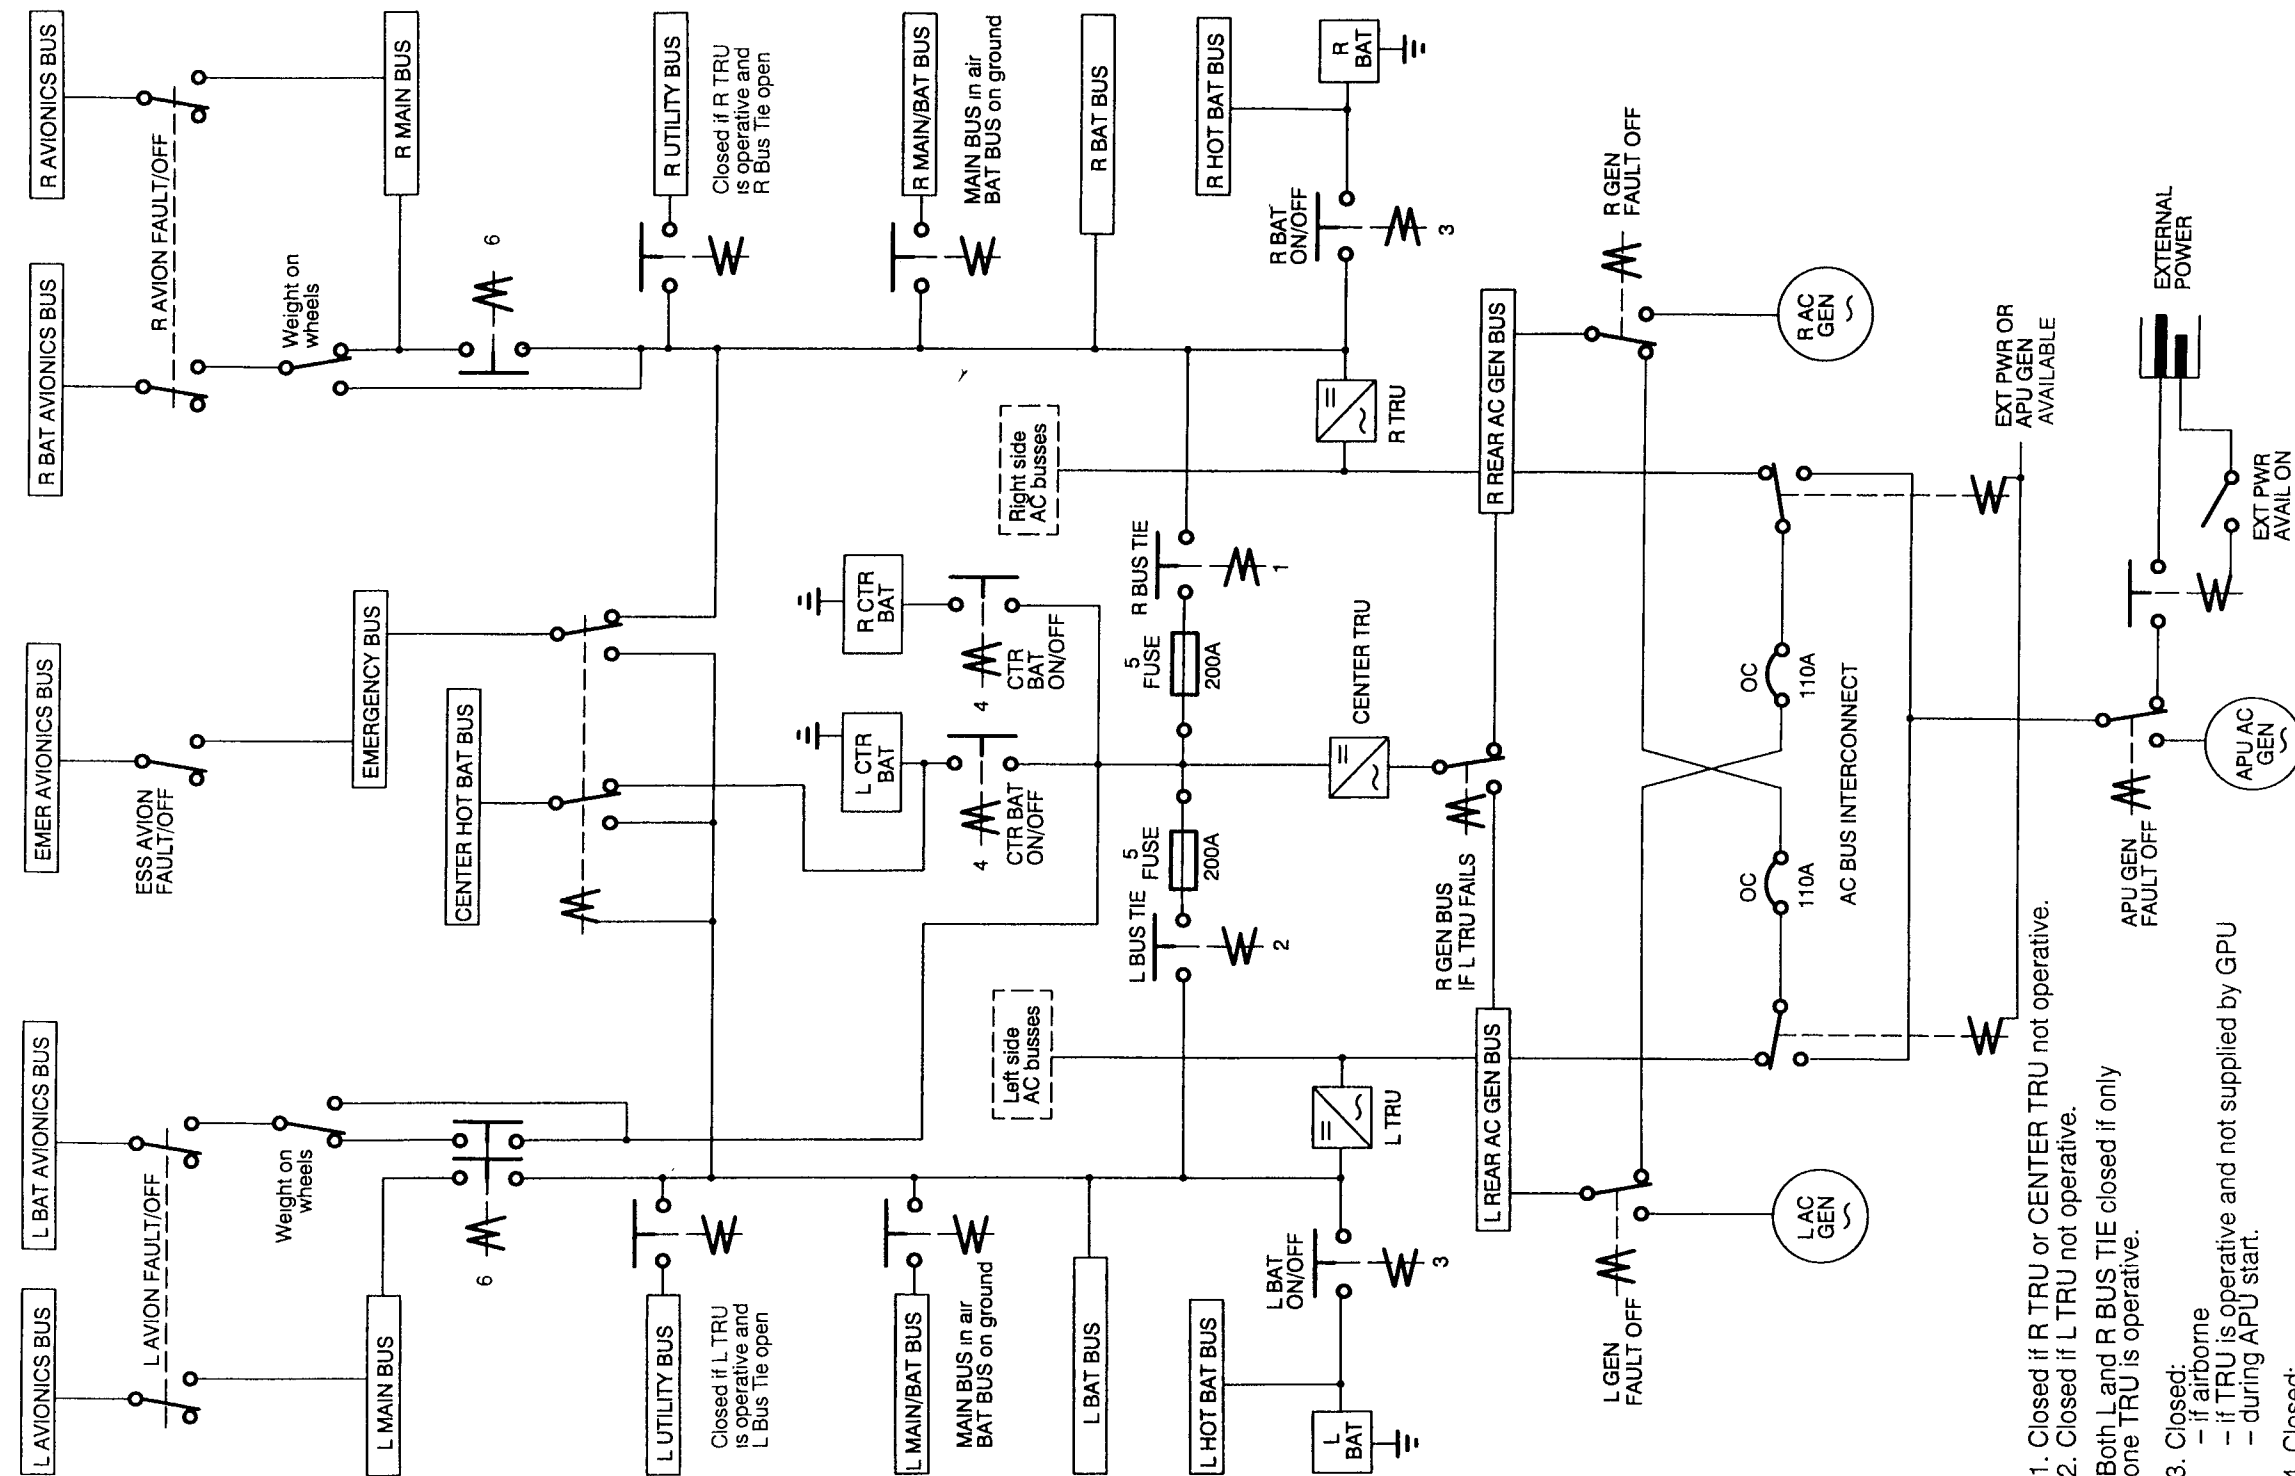 L AVIONICS BUS
L BAT AVIONICS BUS
EMER AVIONICS BUS
R BAT AVIONICS BUS
R AVIONICS BUS
L AVION FAULT/OFF
ESS AVION
FAULT/OFF
R AVION FAULT/OFF
Weight on
wheels
Weight on
wheels
L MAIN BUS
CENTER HOT BAT BUS
EMERGENCY BUS
R MAIN BUS
6
6
L UTILITY BUS
Closed if L TRU
is operative and
L Bus Tie open
R UTILITY BUS
Closed if R TRU
is operative and
R Bus Tie open
L CTR
BAT
R CTR
BAT
4
CTR BAT
ON/OFF
4
CTR
BAT
ON/OFF
L MAIN/BAT BUS
MAIN BUS in air
BAT BUS on ground
R MAIN/BAT BUS
MAIN BUS in air
BAT BUS on ground
Left side
AC busses
Right side
AC busses
L BAT BUS
R BAT BUS
L BUS TIE
2
5
FUSE
200A
5
FUSE
200A
R BUS TIE
1
L HOT BAT BUS
R HOT BAT BUS
L BAT
ON/OFF
3
R BAT
ON/OFF
3
L
BAT
L TRU
CENTER TRU
R TRU
R
BAT
R GEN BUS
IF L TRU FAILS
L REAR AC GEN BUS
R REAR AC GEN BUS
L GEN
FAULT OFF
R GEN
FAULT OFF
L AC
GEN
R AC
GEN
OC
110A
OC
110A
AC BUS INTERCONNECT
EXT PWR OR
APU GEN
AVAILABLE
APU GEN
FAULT OFF
APU AC
GEN
EXTERNAL
POWER
EXT PWR
AVAIL ON
1. Closed if R TRU or CENTER TRU not operative.
2. Closed if L TRU not operative.
Both L and R BUS TIE closed if only
one TRU is operative.
3. Closed:
– if airborne
– if TRU is operative and not supplied by GPU
– during APU start.
Closed: